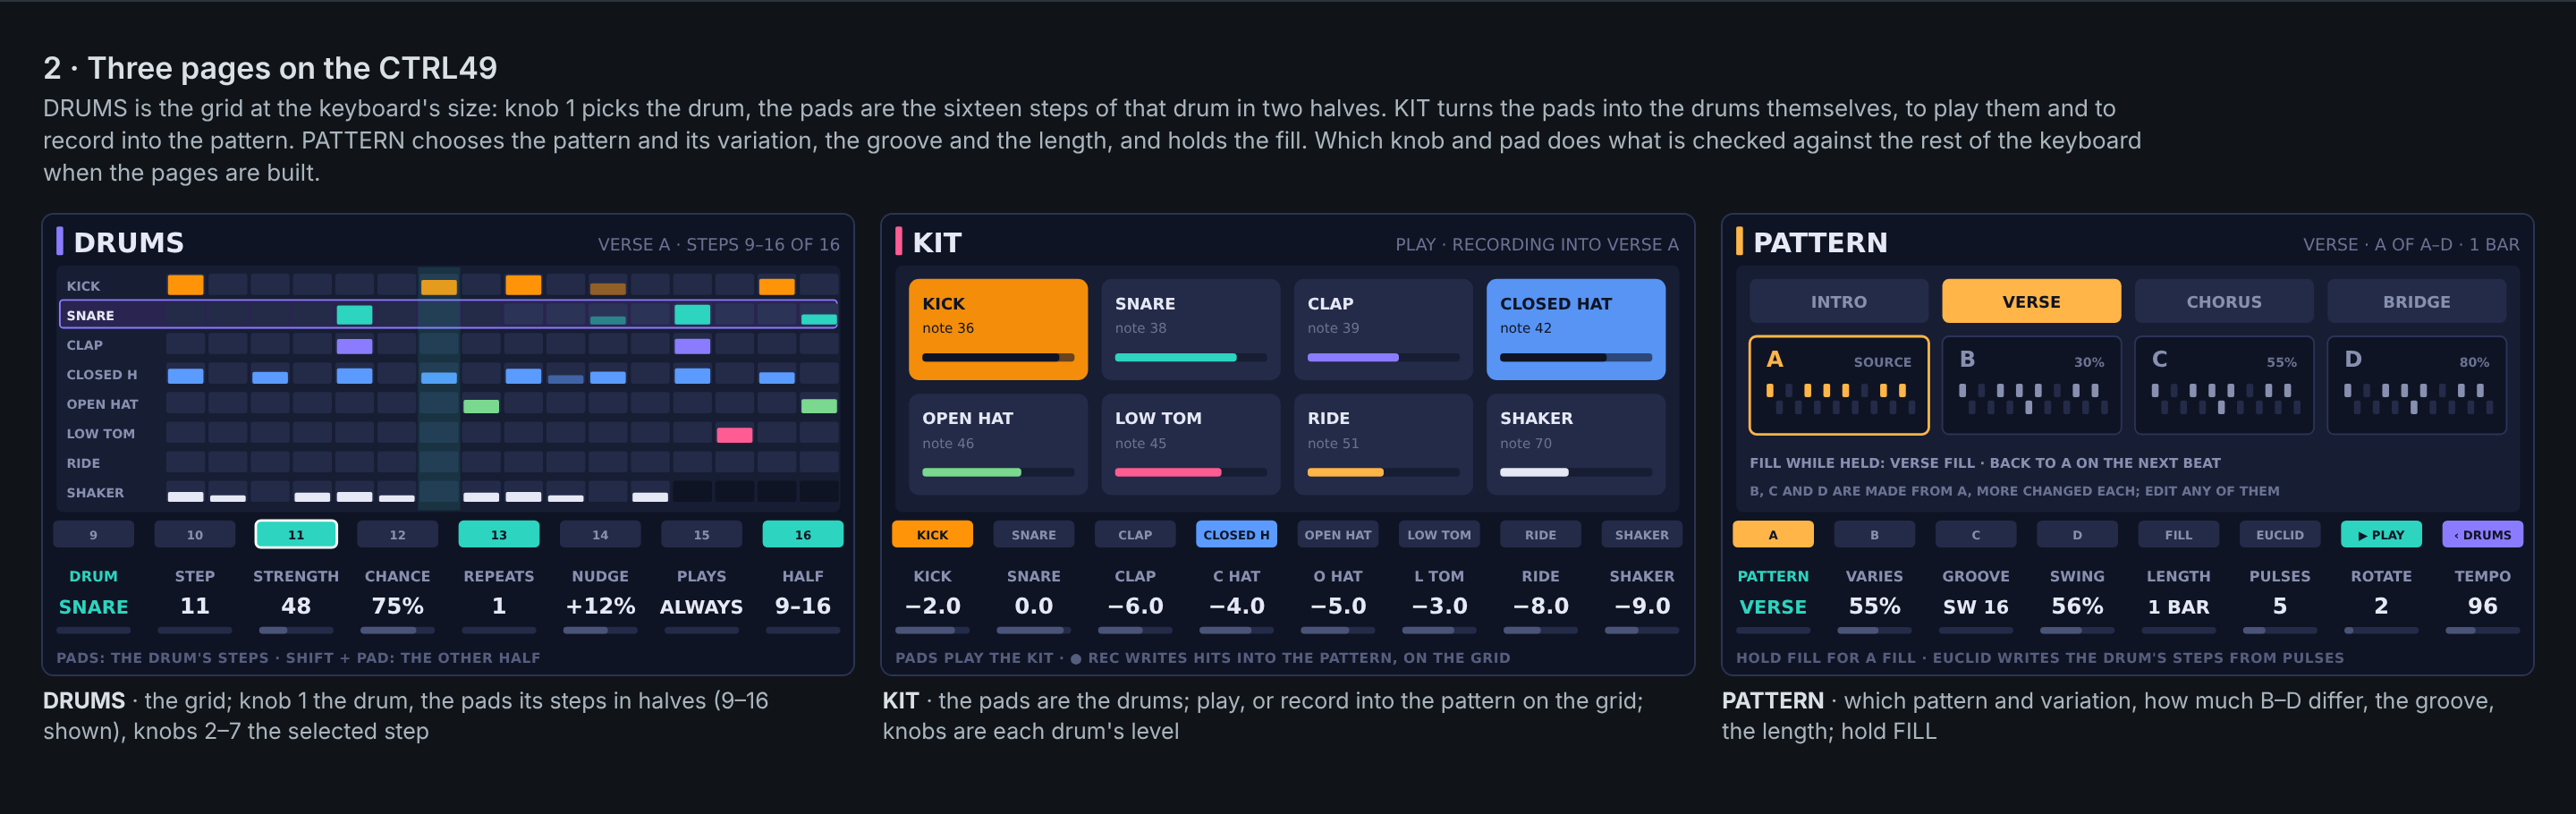 2 · Three pages on the CTRL49
DRUMS is the grid at the keyboard's size: knob 1 picks the drum, the pads are the sixteen steps of that drum in two halves. KIT turns the pads into the drums themselves, to play them and to
record into the pattern. PATTERN chooses the pattern and its variation, the groove and the length, and holds the fill. Which knob and pad does what is checked against the rest of the keyboard
when the pages are built.
DRUMS
VERSE A · STEPS 9–16 OF 16
KICK
SNARE
CLAP
CLOSED H
OPEN HAT
LOW TOM
RIDE
SHAKER
9 10 11 12 13 14 15 16
DRUM STEP STRENGTH CHANCE REPEATS NUDGE PLAYS HALF
SNARE 11 48 75% 1 +12% ALWAYS 9–16
PADS: THE DRUM'S STEPS · SHIFT + PAD: THE OTHER HALF
DRUMS · the grid; knob 1 the drum, the pads its steps in halves (9–16
shown), knobs 2–7 the selected step
KIT
PLAY · RECORDING INTO VERSE A
KICK SNARE CLAP CLOSED HAT
note 36 note 38 note 39 note 42
OPEN HAT LOW TOM RIDE SHAKER
note 46 note 45 note 51 note 70
KICK SNARE CLAP CLOSED H OPEN HAT LOW TOM RIDE SHAKER
KICK SNARE CLAP C HAT O HAT L TOM RIDE SHAKER
−2.0 0.0 −6.0 −4.0 −5.0 −3.0 −8.0 −9.0
PADS PLAY THE KIT · ● REC WRITES HITS INTO THE PATTERN, ON THE GRID
KIT · the pads are the drums; play, or record into the pattern on the grid;
knobs are each drum's level
PATTERN
VERSE · A OF A–D · 1 BAR
INTRO VERSE CHORUS BRIDGE
A SOURCE B 30% C 55% D 80%
FILL WHILE HELD: VERSE FILL · BACK TO A ON THE NEXT BEAT
B, C AND D ARE MADE FROM A, MORE CHANGED EACH; EDIT ANY OF THEM
A B C D FILL EUCLID ▶ PLAY ‹ DRUMS
PATTERN VARIES GROOVE SWING LENGTH PULSES ROTATE TEMPO
VERSE 55% SW 16 56% 1 BAR 5 2 96
HOLD FILL FOR A FILL · EUCLID WRITES THE DRUM'S STEPS FROM PULSES
PATTERN · which pattern and variation, how much B–D differ, the groove,
the length; hold FILL